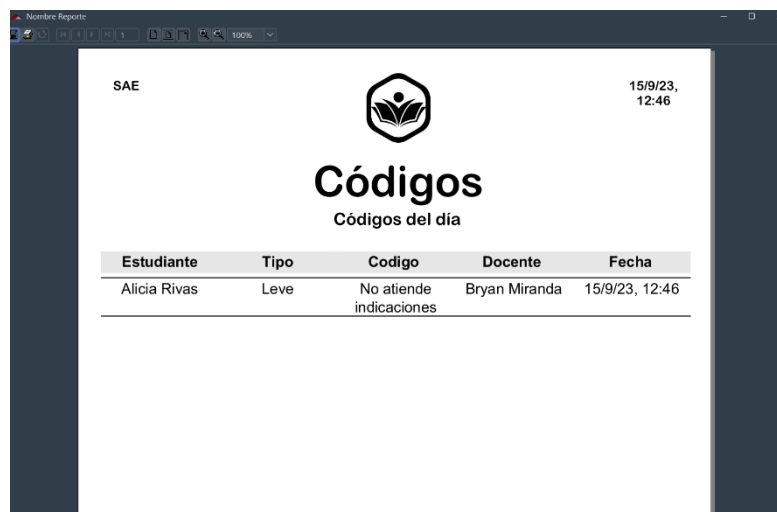 Nombre Reporte
1
100%
SAE
15/9/23,
12:46
Códigos
Códigos del día
Estudiante Tipo Codigo Docente Fecha
Alicia Rivas Leve No atiende Bryan Miranda 15/9/23, 12:46
indicaciones